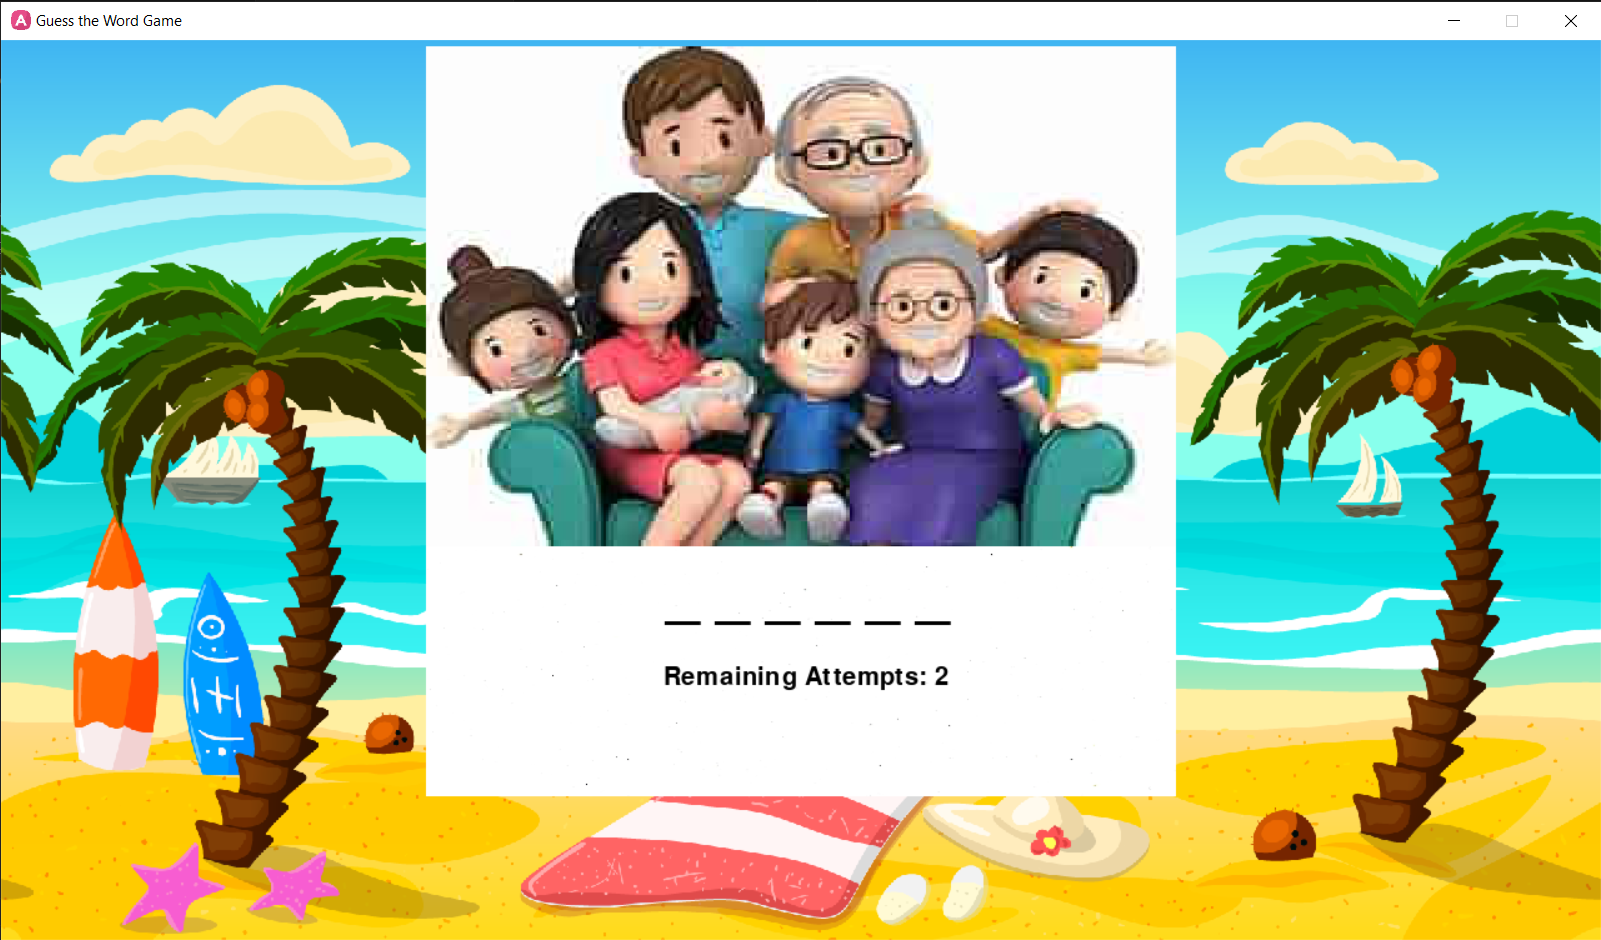 Guess the Word Game
_ _ _ _ _ _
Remaining Attempts: 2